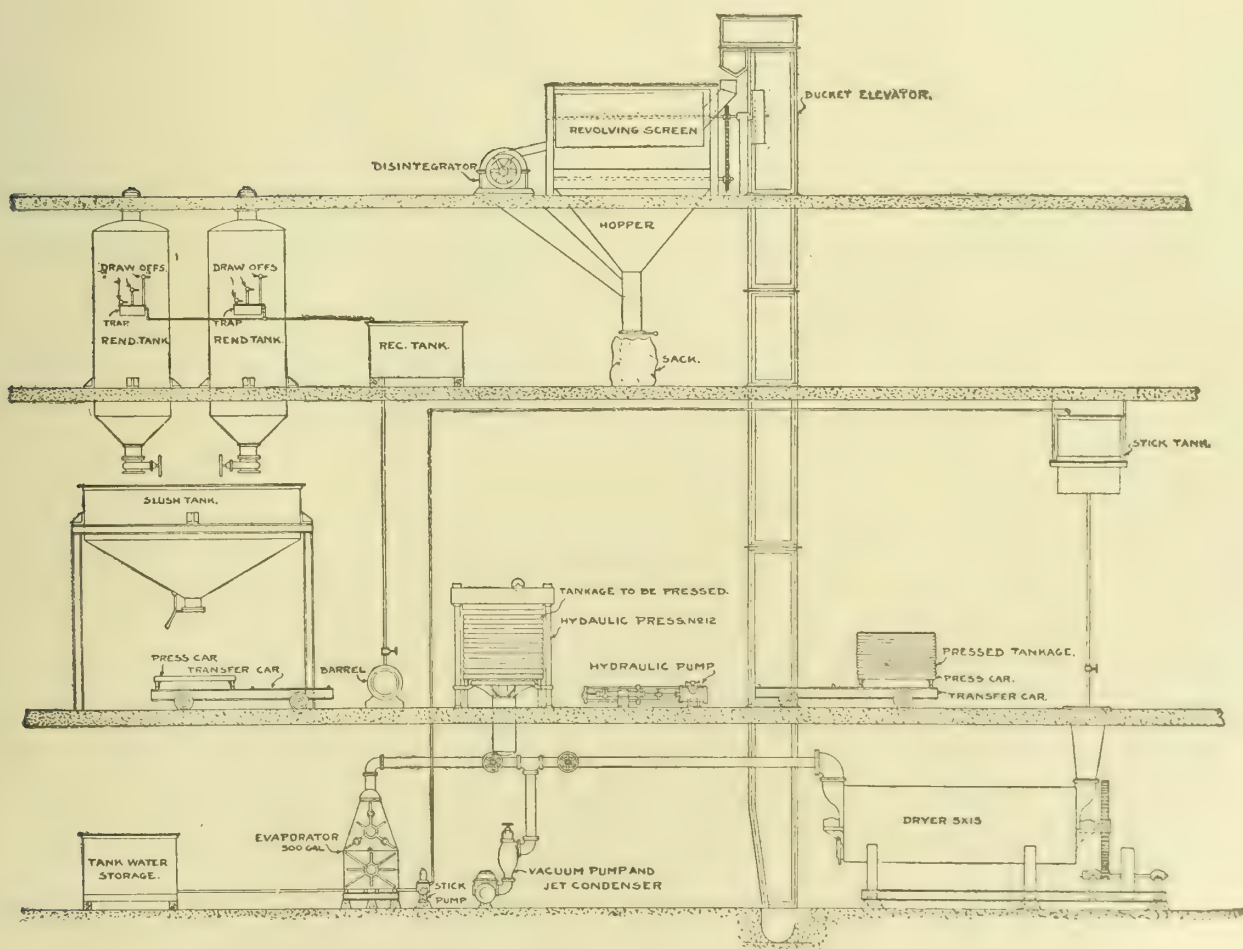 BUCKET ELEVATOR.
REVOLVING SCREEN
DISINTEGRATOR
HOPPER
DRAW OFFS.
DRAW OFFS
TRAP
TRAP
REND. TANK
REND TANK.
REC. TANK.
SACK.
STICK TANK.
SLUSH TANK.
TANKAGE TO BE PRESSED.
HYDAULIC PRESS. Nº12
PRESS CAR
TRANSFER CAR.
BARREL
HYDRAULIC PUMP
PRESSED TANKAGE.
PRESS CAR.
TRANSFER CAR.
EVAPORATOR
500 GAL
DRYER 5X15
TANK WATER
STORAGE.
STICK
PUMP
VACUUM PUMP AND
JET CONDENSER